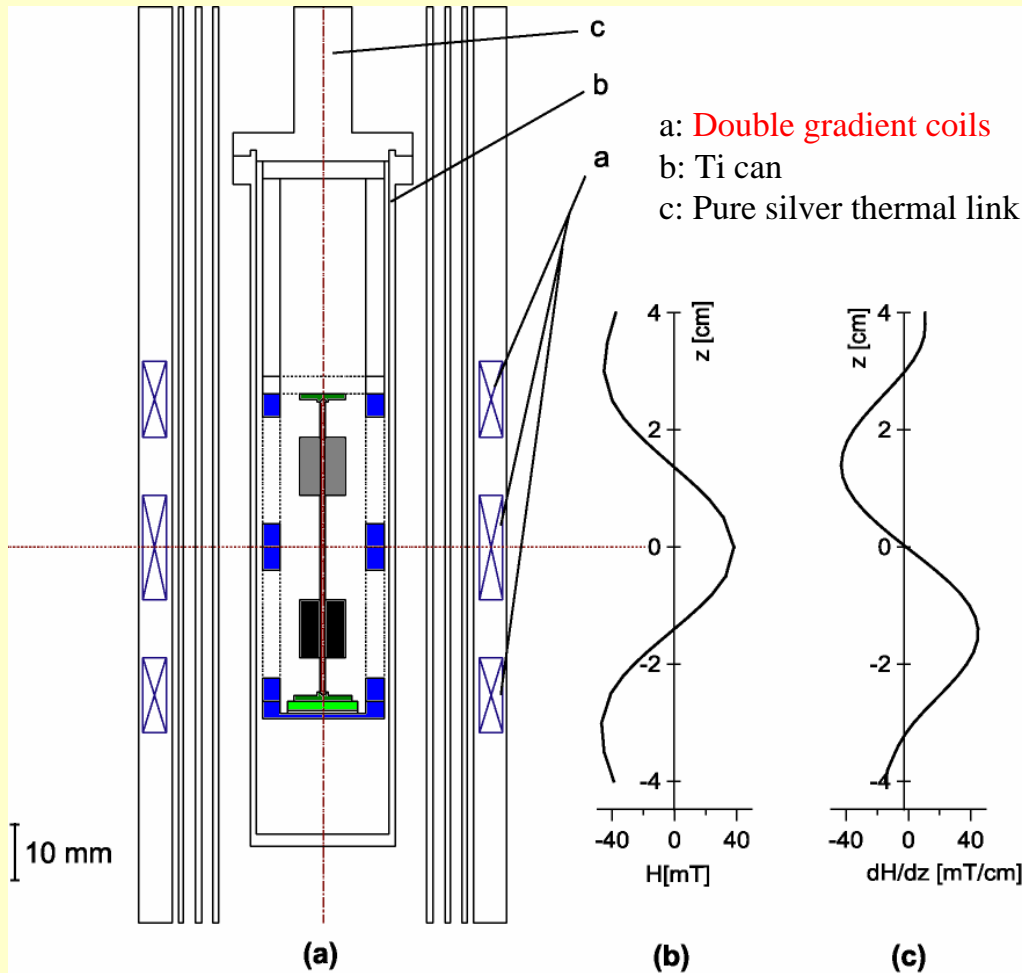 c
b
a
a: Double gradient coils
b: Ti can
c: Pure silver thermal link
10 mm
(a)
4
2
0
-2
-4
z [cm]
-40 0 40
H[mT]
(b)
4
2
0
-2
-4
z [cm]
-40 0 40
dH/dz [mT/cm]
(c)